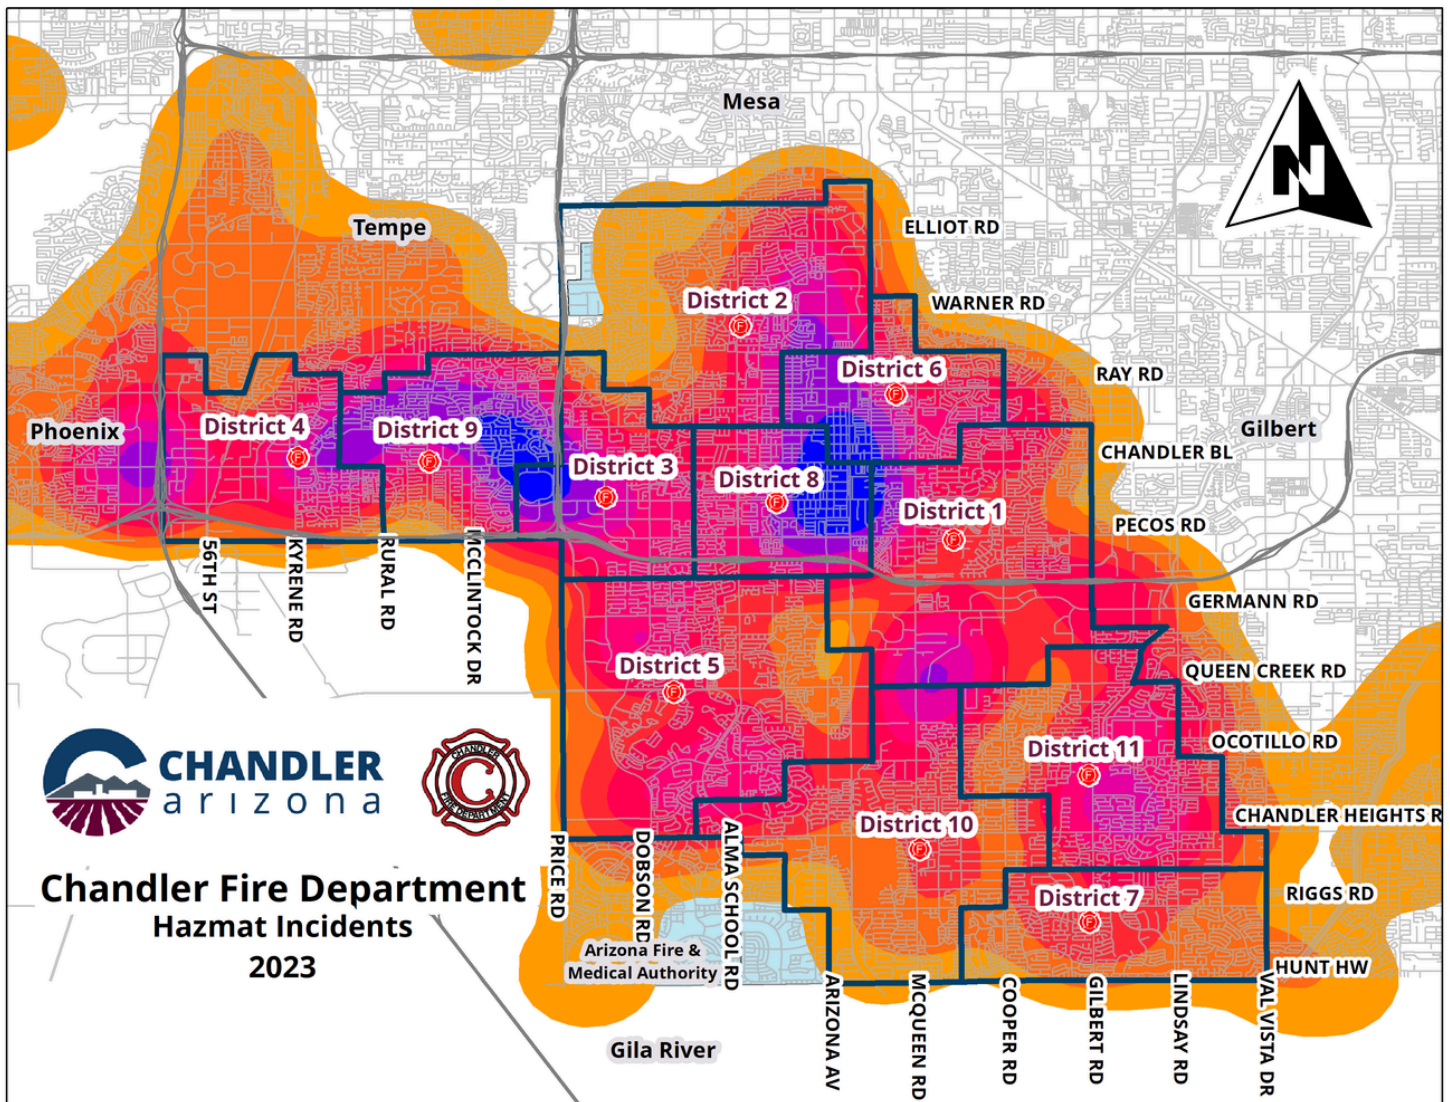 Mesa
N
ELLIOT RD
Tempe
WARNER RD
District 2
District 6
RAY RD
Phoenix
District 4
District 9
Gilbert
CHANDLER BL
District 3
District 8
District 1
PECOS RD
56TH ST
KYRENE RD
RURAL RD
MCCLINTOCK DR
GERMANN RD
District 5
QUEEN CREEK RD
OCOTILLO RD
District 11
CHANDLER
arizona
CHANDLER
C
FIRE DEPARTMENT
CHANDLER HEIGHTS R
District 10
PRICE RD
DOBSON RD
ALMA SCHOOL RD
Chandler Fire Department
Hazmat Incidents
2023
District 7
RIGGS RD
Arizona Fire &
Medical Authority
HUNT HW
ARIZONA AV
MCQUEEN RD
COOPER RD
GILBERT RD
LINDSAY RD
VAL VISTA DR
Gila River